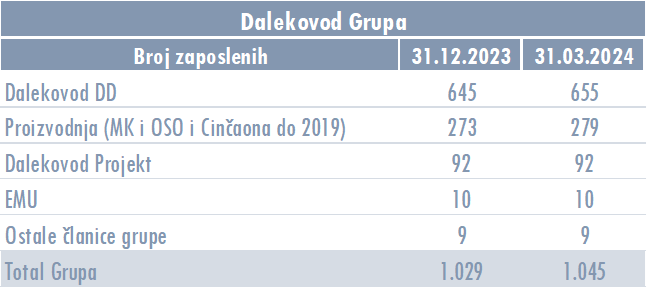 Dalekovod Grupa
Broj zaposlenih 31.12.2023 31.03.2024
Dalekovod DD 645 655
Proizvodnja (MK i OSO i Cinčaona do 2019) 273 279
Dalekovod Projekt 92 92
EMU 10 10
Ostale članice grupe 9 9
Total Grupa 1.029 1.045